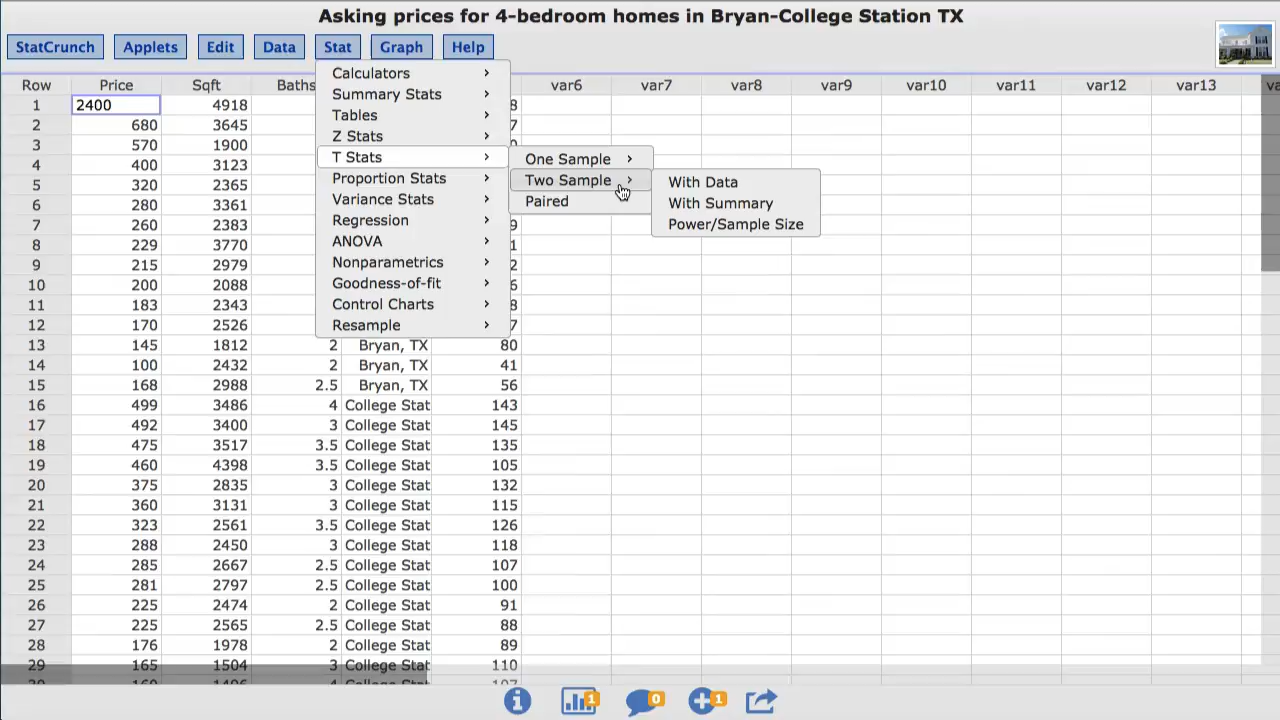 Asking prices for 4-bedroom homes in Bryan-College Station TX
StatCrunch Applets Edit Data Stat Graph Help
Row Price Sqft Baths var6 var7 var8 var9 var10 var11 var12 var13
Calculators
Summary Stats
Tables
Z Stats
T Stats
Proportion Stats
Variance Stats
Regression
ANOVA
Nonparametrics
Goodness-of-fit
Control Charts
Resample
One Sample
Two Sample
Paired
With Data
With Summary
Power/Sample Size
1 2400 4918 8
2 680 3645 7
3 570 1900
4 400 3123
5 320 2365
6 280 3361
7 260 2383 9
8 229 3770 1
9 215 2979 2
10 200 2088 6
11 183 2343 8
12 170 2526 7
13 145 1812 2 Bryan, TX 80
14 100 2432 2 Bryan, TX 41
15 168 2988 2.5 Bryan, TX 56
16 499 3486 4 College Stat 143
17 492 3400 3 College Stat 145
18 475 3517 3.5 College Stat 135
19 460 4398 3.5 College Stat 105
20 375 2835 3 College Stat 132
21 360 3131 3 College Stat 115
22 323 2561 3.5 College Stat 126
23 288 2450 3 College Stat 118
24 285 2667 2.5 College Stat 107
25 281 2797 2.5 College Stat 100
26 225 2474 2 College Stat 91
27 225 2565 2.5 College Stat 88
28 176 1978 2 College Stat 89
29 165 1504 3 College Stat 110
1 0 1